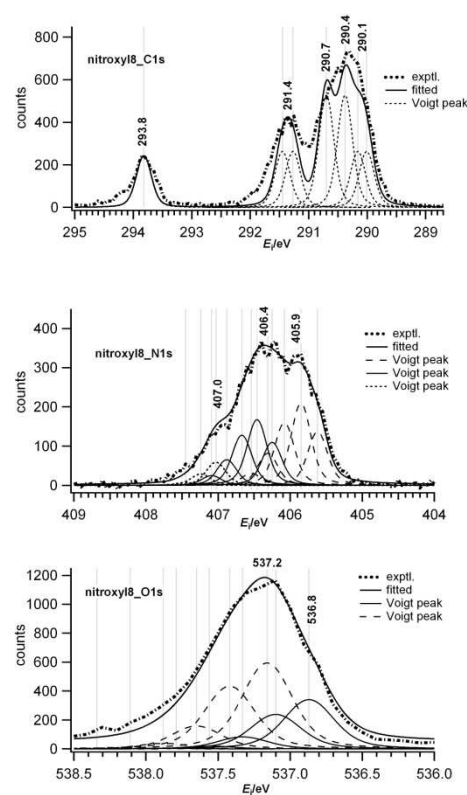 800
600
400
200
0
counts
nitroxyl8_C1s
293.8
291.4
290.7
290.4
290.1
exptl.
fitted
Voigt peak
295 294 293 292 291 290 289
Ei/eV
400
300
200
100
0
counts
nitroxyl8_N1s
407.0
406.4
405.9
exptl.
fitted
Voigt peak
Voigt peak
Voigt peak
409 408 407 406 405 404
Ei/eV
1200
1000
800
600
400
200
0
counts
nitroxyl8_O1s
537.2
536.8
exptl.
fitted
Voigt peak
Voigt peak
538.5 538.0 537.5 537.0 536.5 536.0
Ei/eV